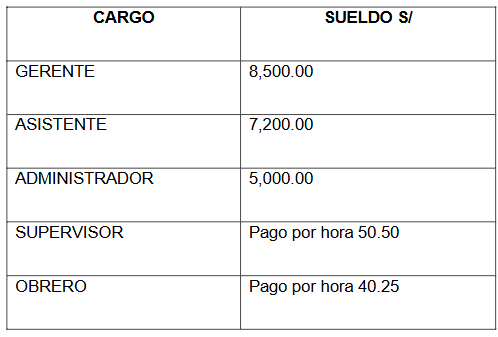 CARGO SUELDO S/
GERENTE 8,500.00
ASISTENTE 7,200.00
ADMINISTRADOR 5,000.00
SUPERVISOR Pago por hora 50.50
OBRERO Pago por hora 40.25